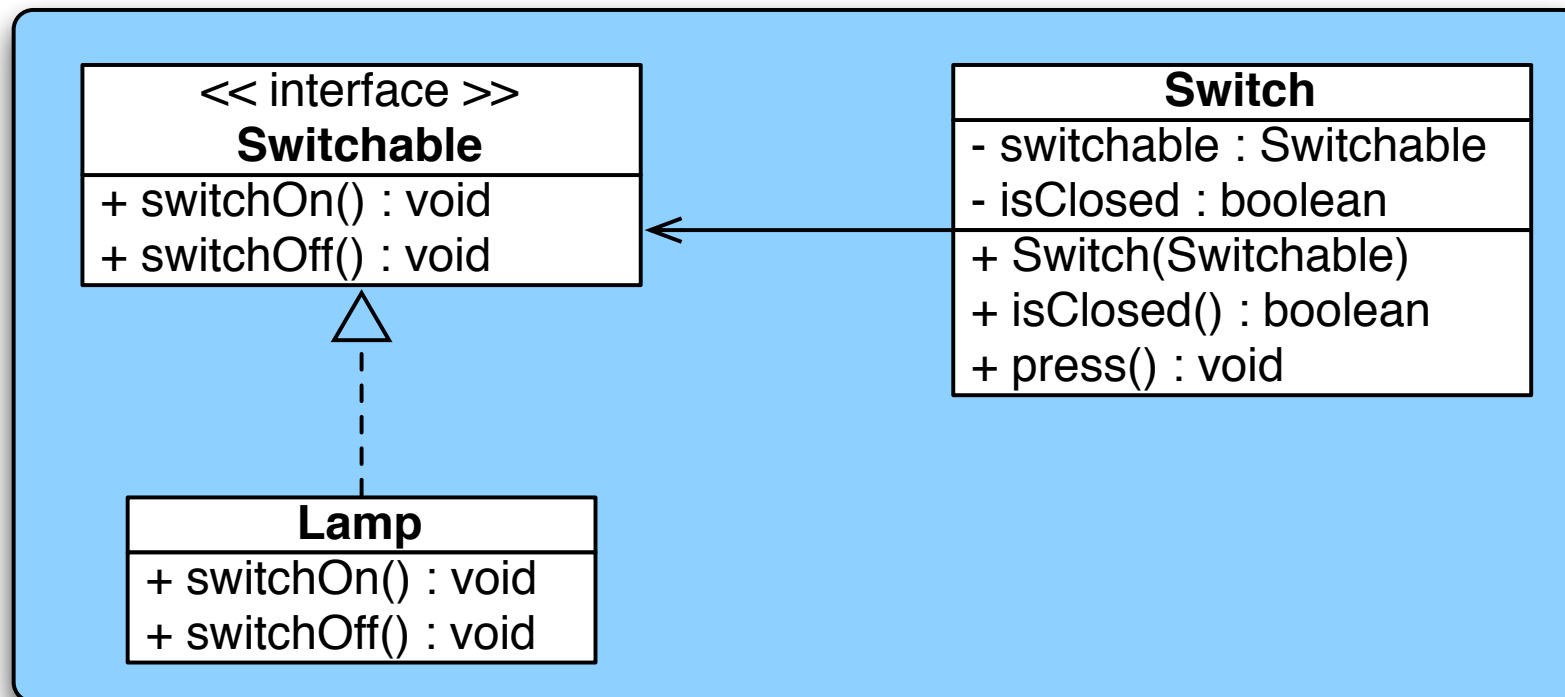 << interface >>
Switchable
+ switchOn() : void
+ switchOff() : void
Switch
- switchable : Switchable
- isClosed : boolean
+ Switch(Switchable)
+ isClosed() : boolean
+ press() : void
Lamp
+ switchOn() : void
+ switchOff() : void